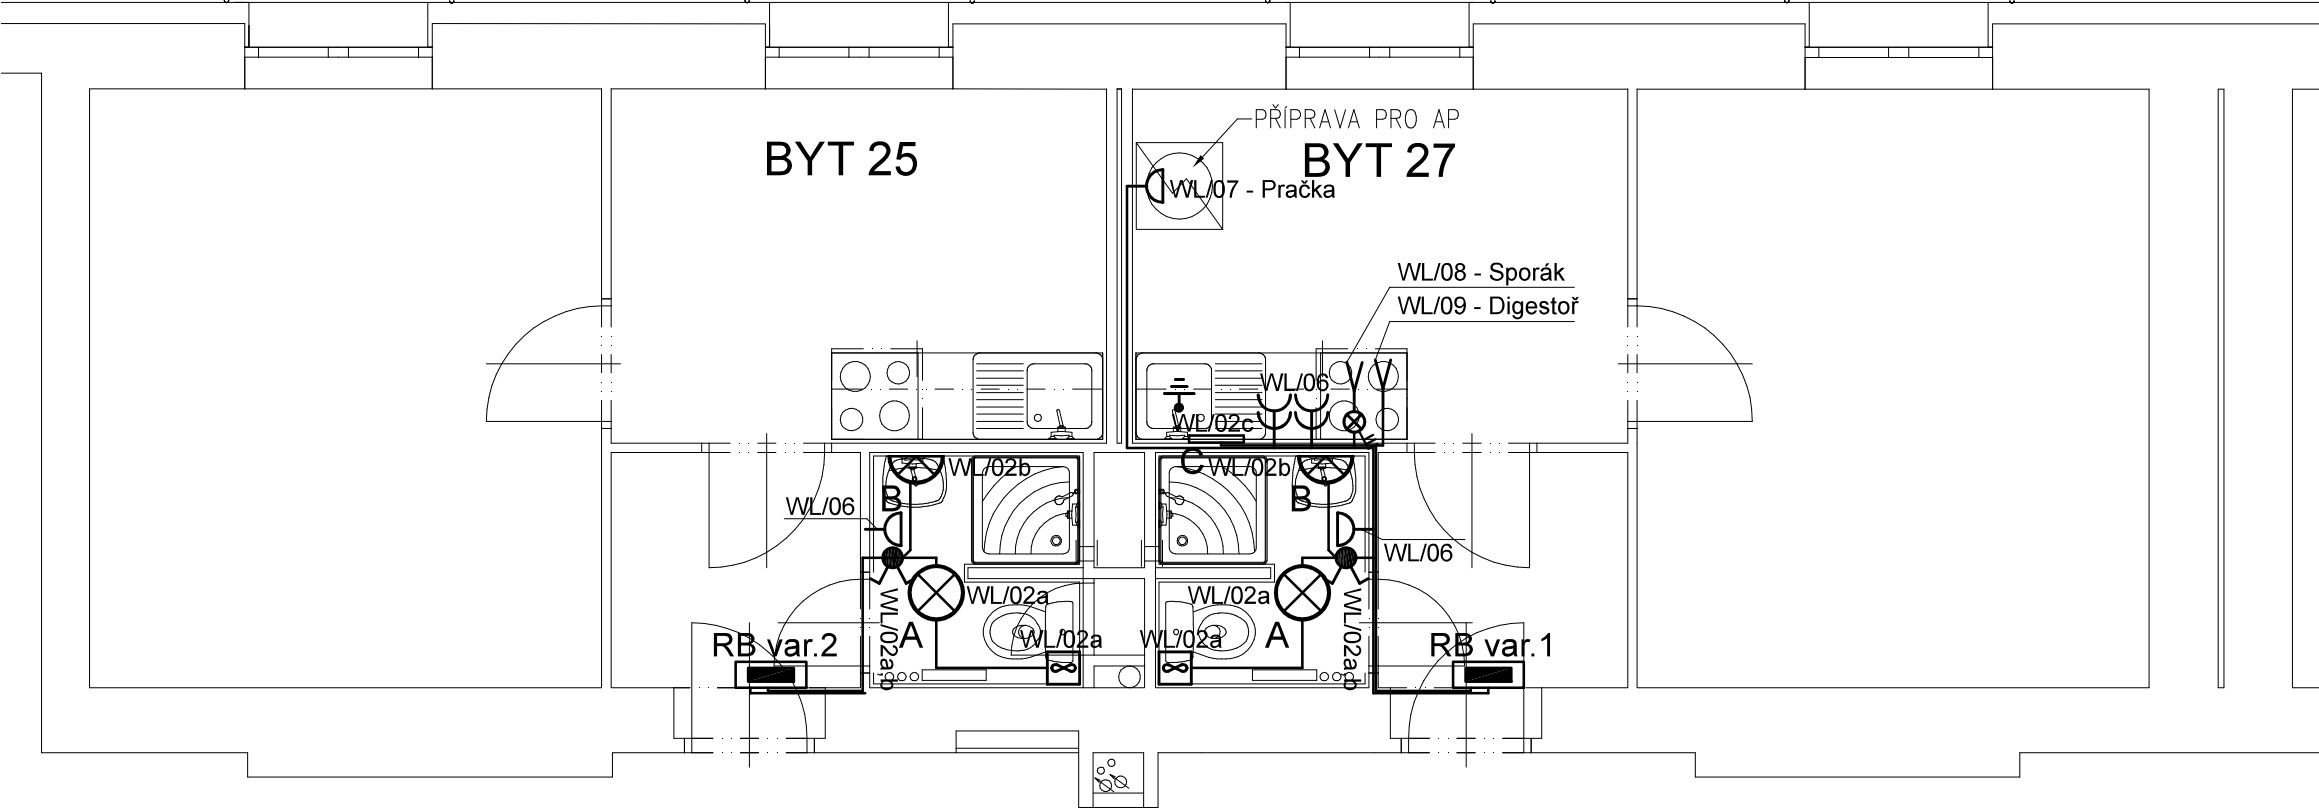 PŘÍPRAVA PRO AP
BYT 25
BYT 27
WL/07 - Pračka
WL/08 - Sporák
WL/09 - Digestoř
WL/06
WL/02c
C
WL/02b
WL/02b
B
B
WL/06
WL/06
WL/02a
WL/02a
WL/02a,b
WL/02a,b
A
A
WL/02a
WL/02a
RB var.2
RB var.1